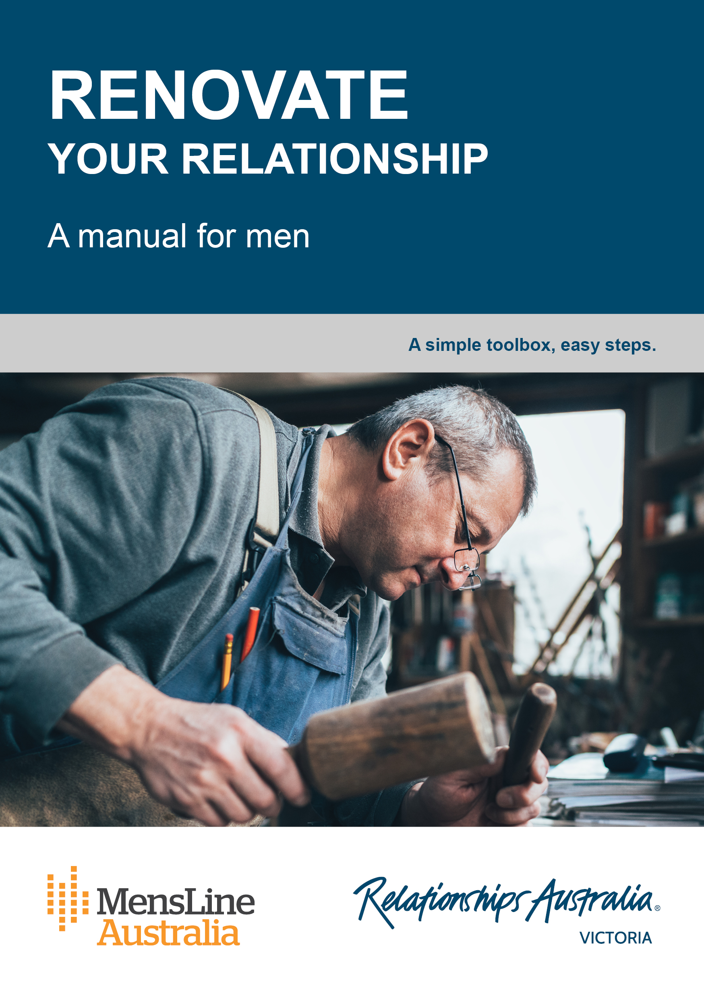 RENOVATE
YOUR RELATIONSHIP
A manual for men
A simple toolbox, easy steps.
MensLine
Australia
Relationships Australia®
VICTORIA